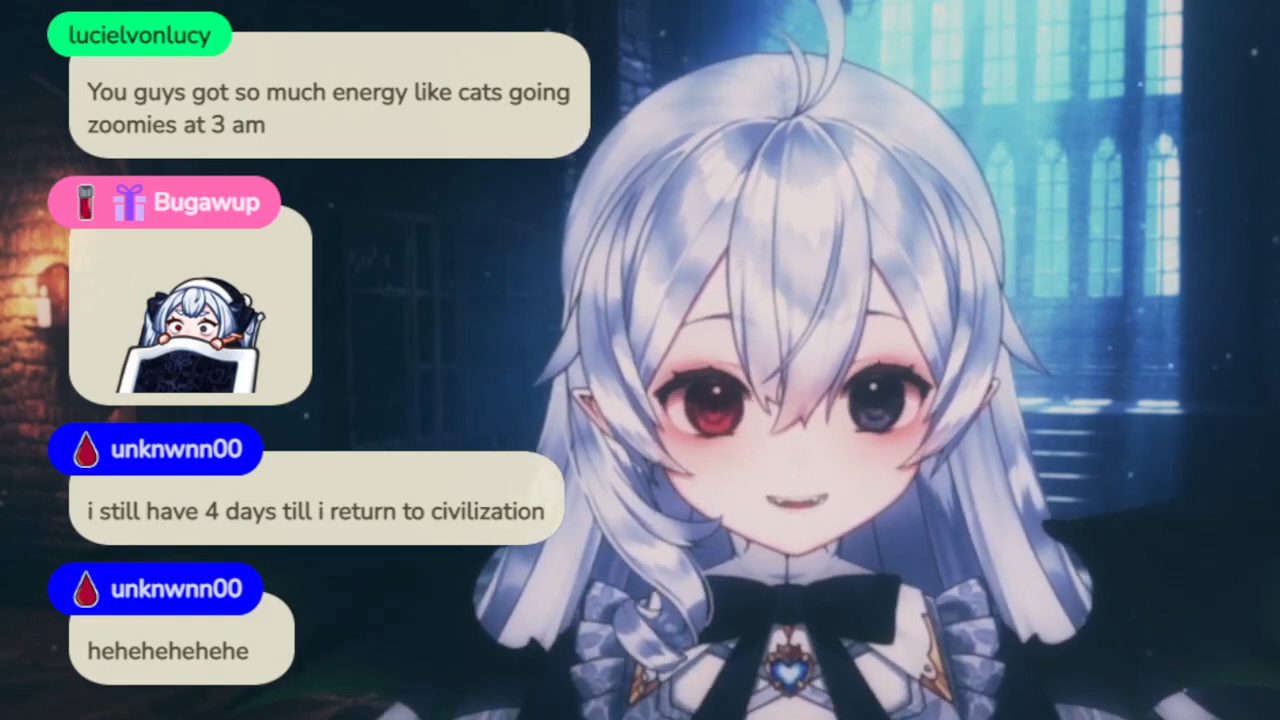 lucielvonlucy
You guys got so much energy like cats going
zoomies at 3 am
Bugawup
unknwnn00
i still have 4 days till i return to civilization
unknwnn00
hehehehehehe